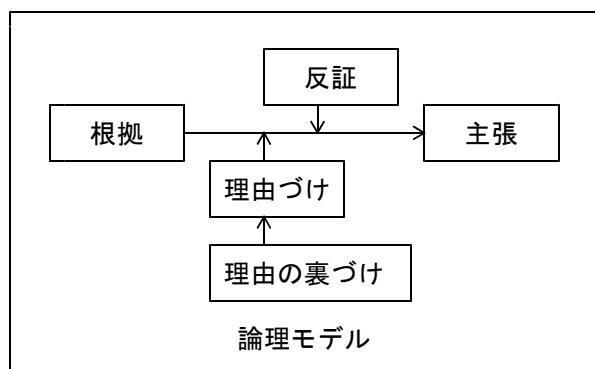 反証
根拠
主張
理由づけ
理由の裏づけ
論理モデル